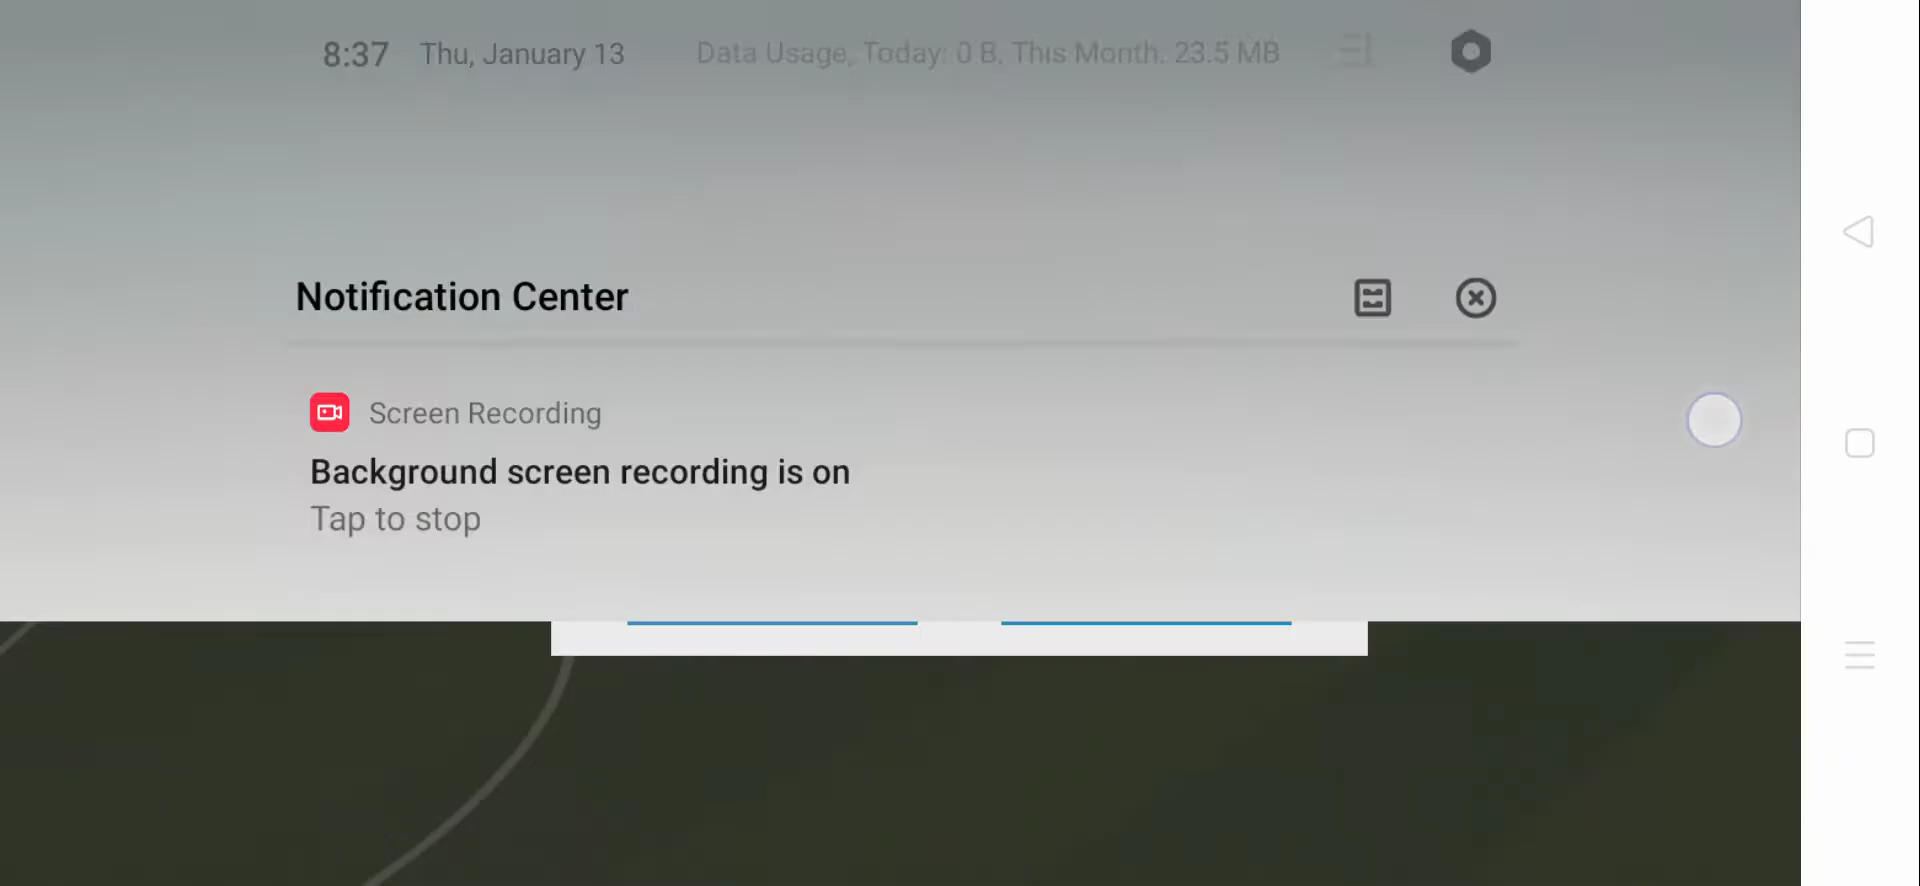 8:37 Thu, January 13 Data Usage, Today: 0 B, This Month: 23.5 MB
Notification Center
Screen Recording
Background screen recording is on
Tap to stop